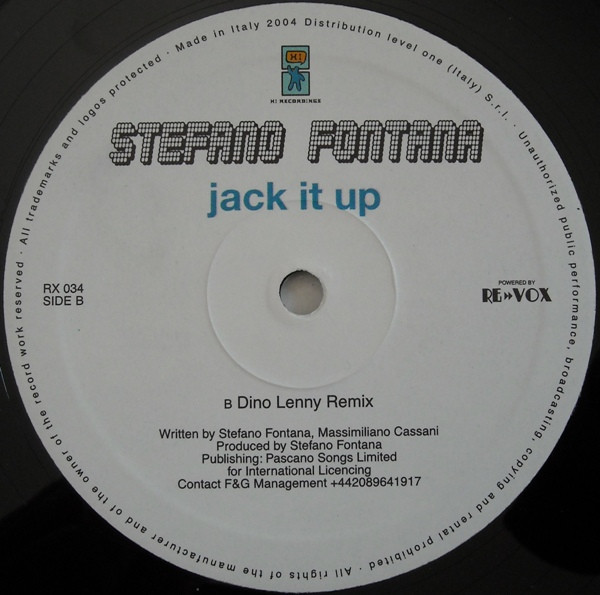 Made in Italy 2004 Distribution level one (Italy) S.r.l. · Unauthorized public performance, broadcasting, copying and rental prohibited · All rights of the manufacturer and of the owner of the record work reserved · All trademarks and logos protected ·
H!
H! RECORDINGS
STEFANO FONTANA
jack it up
RX 034
SIDE B
POWERED BY
RE»VOX
B Dino Lenny Remix
Written by Stefano Fontana, Massimiliano Cassani
Produced by Stefano Fontana
Publishing: Pascano Songs Limited
for International Licencing
Contact F&G Management +442089641917